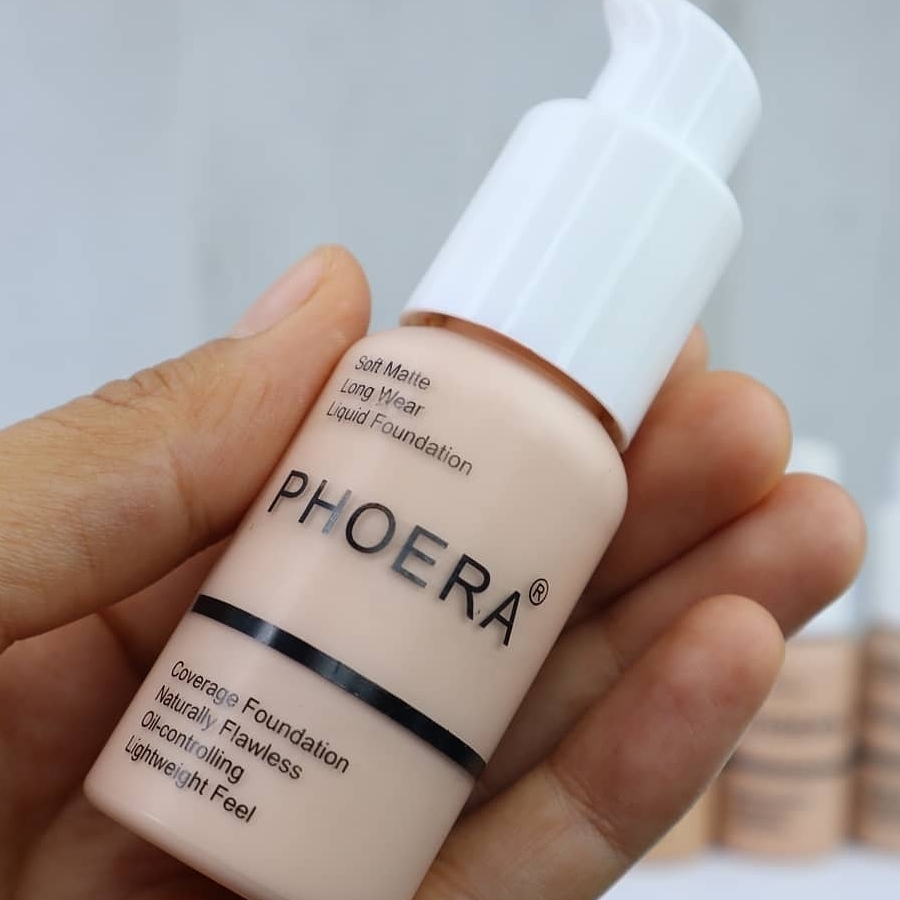 Soft Matte
Long Wear
Liquid Foundation
PHOERA®
Coverage Foundation
Naturally Flawless
Oil-controlling
Lightweight Feel